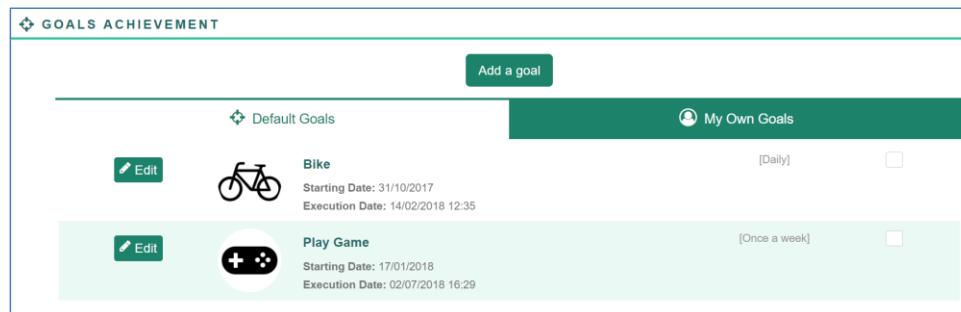 GOALS ACHIEVEMENT
Add a goal
Default Goals
My Own Goals
Edit
Bike
[Daily]
Starting Date: 31/10/2017
Execution Date: 14/02/2018 12:35
Edit
Play Game
[Once a week]
Starting Date: 17/01/2018
Execution Date: 02/07/2018 16:29